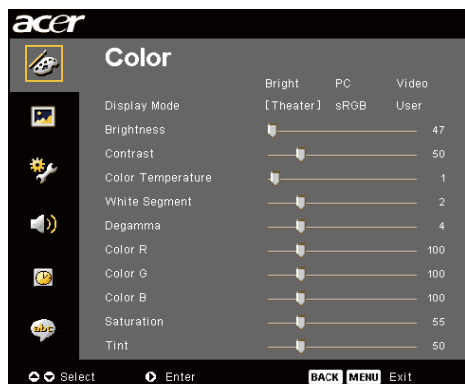 acer
Color
Bright PC Video
Display Mode [Theater] sRGB User
Brightness 47
Contrast 50
Color Temperature 1
White Segment 2
Degamma 4
Color R 100
Color G 100
Color B 100
Saturation 55
Tint 50
abc
Select Enter BACK MENU Exit